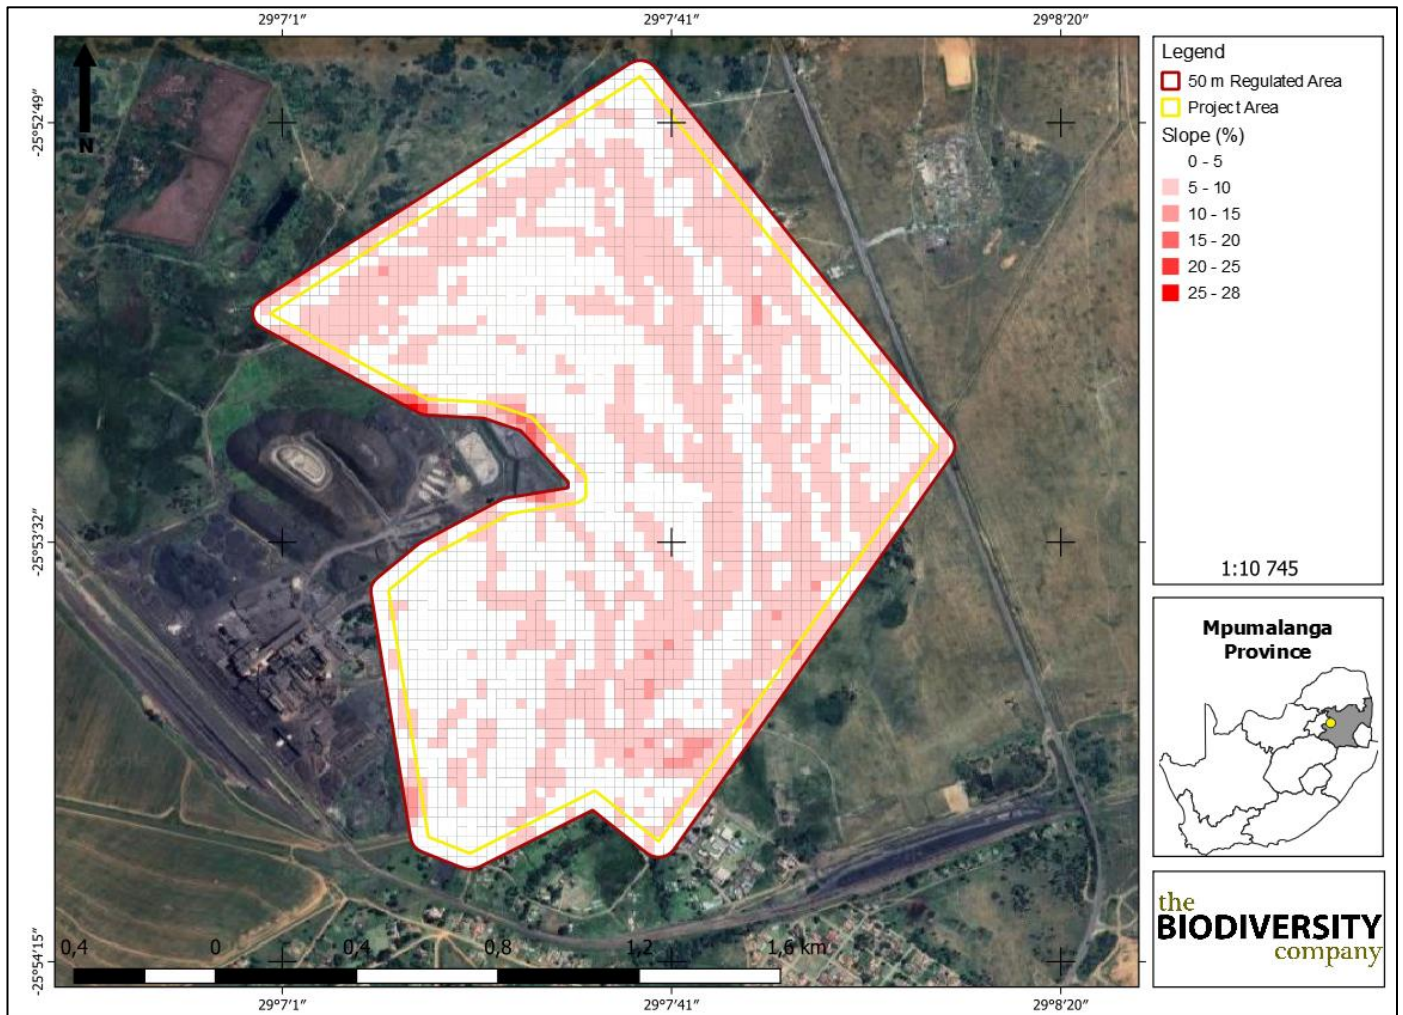 29°7′1″ 29°7′41″ 29°8′20″
Legend
50 m Regulated Area
Project Area
Slope (%)
0 - 5
5 - 10
10 - 15
15 - 20
20 - 25
25 - 28
1:10 745
-25°52′49″
-25°53′32″
-25°54′15″
N
Mpumalanga
Province
the
BIODIVERSITY
company
0,4 0 0,4 0,8 1,2 1,6 km
29°7′1″ 29°7′41″ 29°8′20″